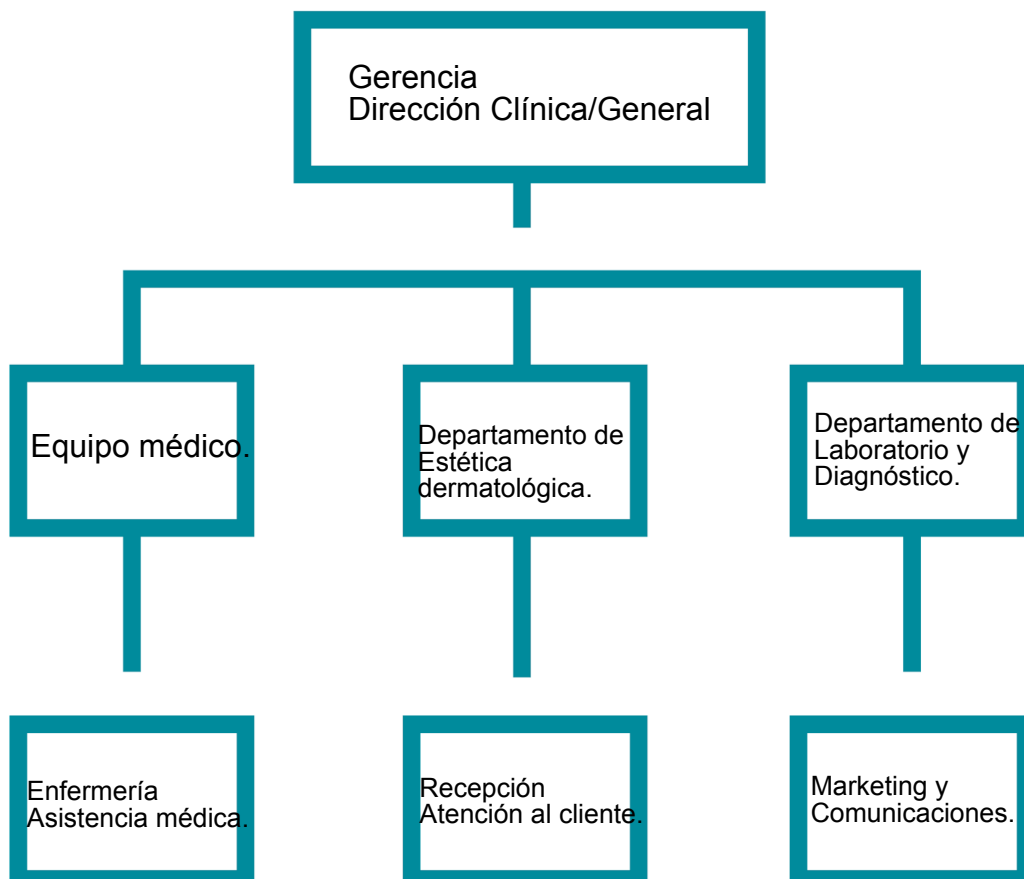 Gerencia
Dirección Clínica/General
Equipo médico.
Departamento de
Estética
dermatológica.
Departamento de
Laboratorio y
Diagnóstico.
Enfermería
Asistencia médica.
Recepción
Atención al cliente.
Marketing y
Comunicaciones.